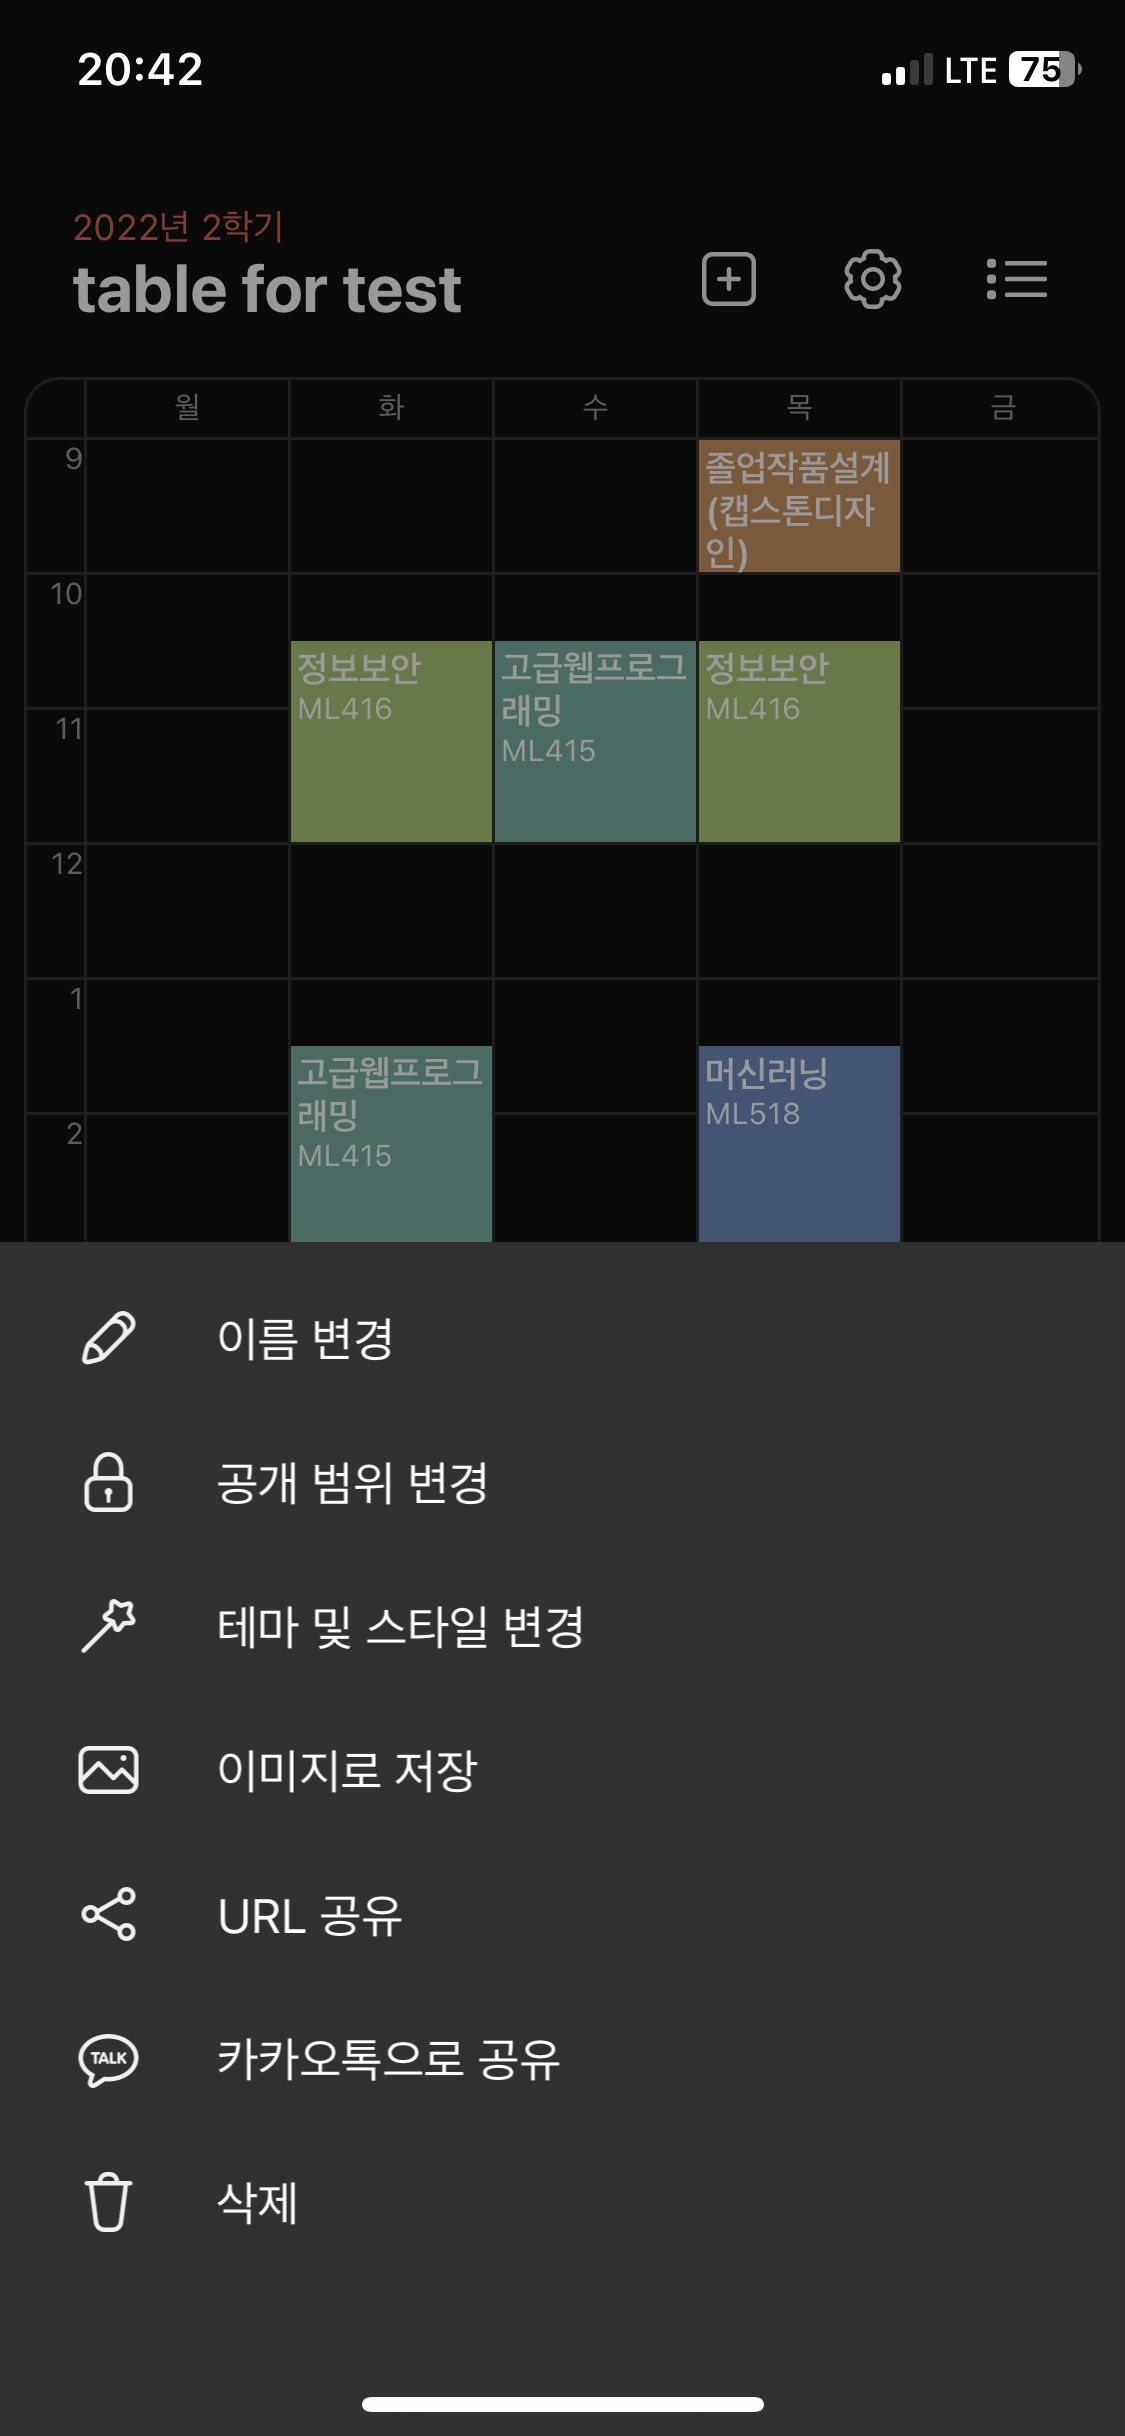 20:42
LTE 75
2022년 2학기
table for test
월 화 수 목 금
9
졸업작품설계
(캡스톤디자
인)
10
정보보안
ML416
고급웹프로그
래밍
ML415
정보보안
ML416
11
12
1
고급웹프로그
래밍
ML415
머신러닝
ML518
2
이름 변경
공개 범위 변경
테마 및 스타일 변경
이미지로 저장
URL 공유
TALK 카카오톡으로 공유
삭제